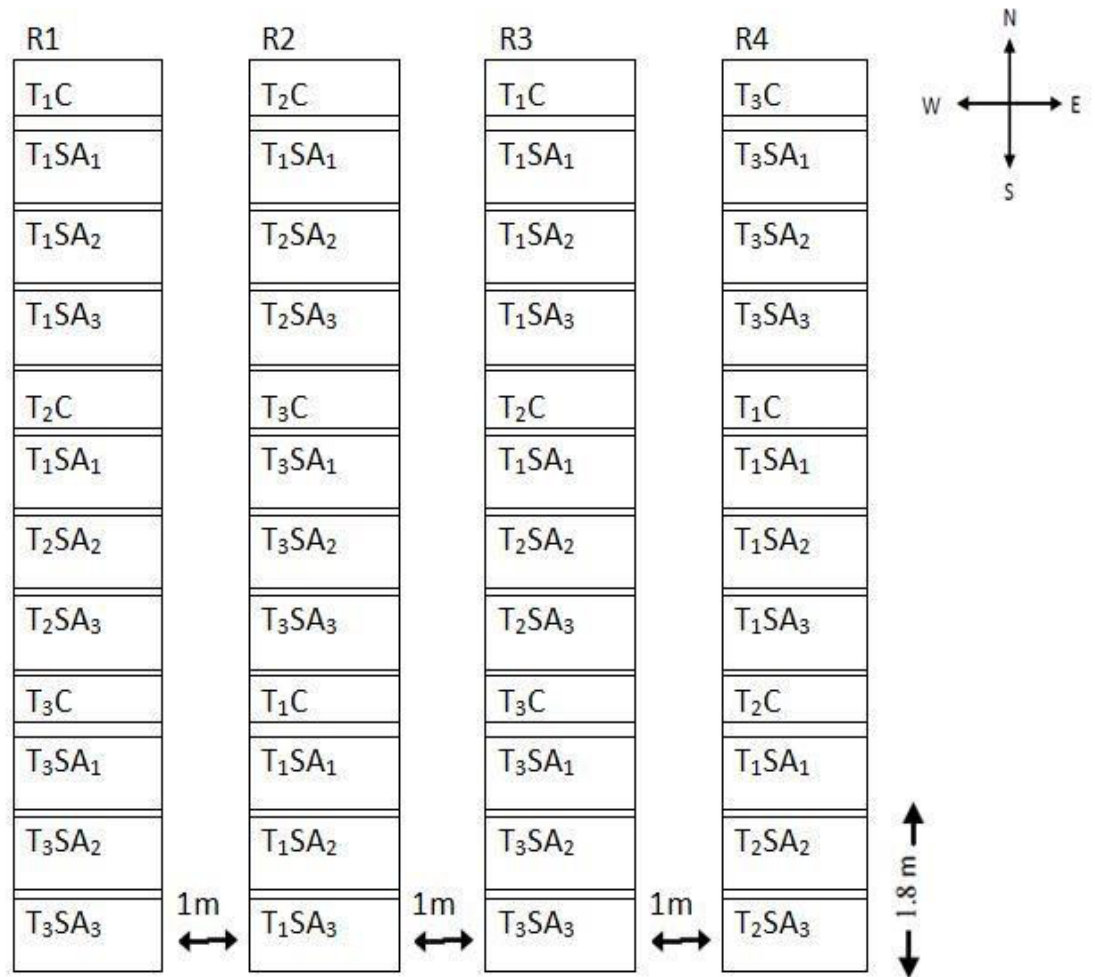 R1 R2 R3 R4 N
T₁C T₂C T₁C T₃C W E
T₁SA₁ T₁SA₁ T₁SA₁ T₃SA₁
S
T₁SA₂ T₂SA₂ T₁SA₂ T₃SA₂
T₁SA₃ T₂SA₃ T₁SA₃ T₃SA₃
T₂C T₃C T₂C T₁C
T₁SA₁ T₃SA₁ T₁SA₁ T₁SA₁
T₂SA₂ T₃SA₂ T₂SA₂ T₁SA₂
T₂SA₃ T₃SA₃ T₂SA₃ T₁SA₃
T₃C T₁C T₃C T₂C
T₃SA₁ T₁SA₁ T₃SA₁ T₁SA₁
T₃SA₂ T₁SA₂ T₃SA₂ T₂SA₂
1m 1m 1m 1.8 m
T₃SA₃ T₁SA₃ T₃SA₃ T₂SA₃